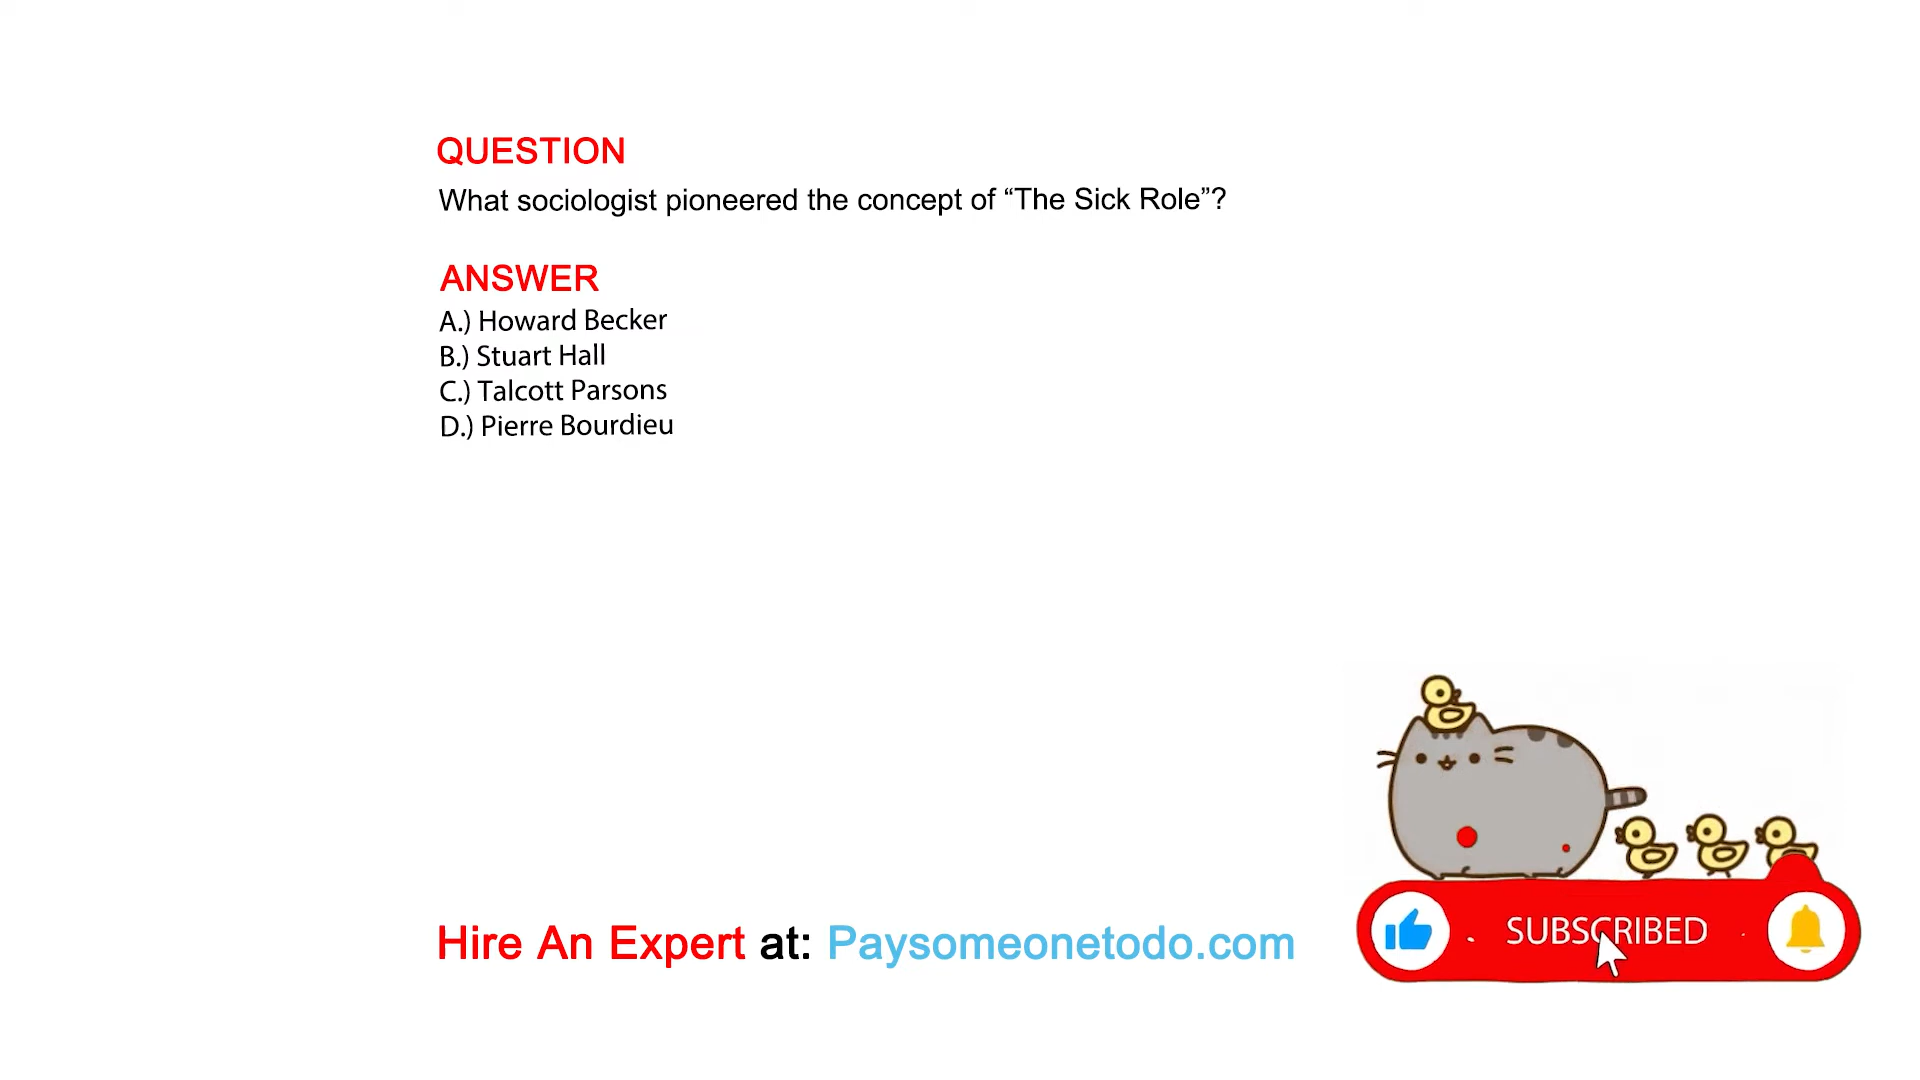 QUESTION
What sociologist pioneered the concept of “The Sick Role”?
ANSWER
A.) Howard Becker
B.) Stuart Hall
C.) Talcott Parsons
D.) Pierre Bourdieu
Hire An Expert at: Paysomeonetodo.com
SUBSCRIBED